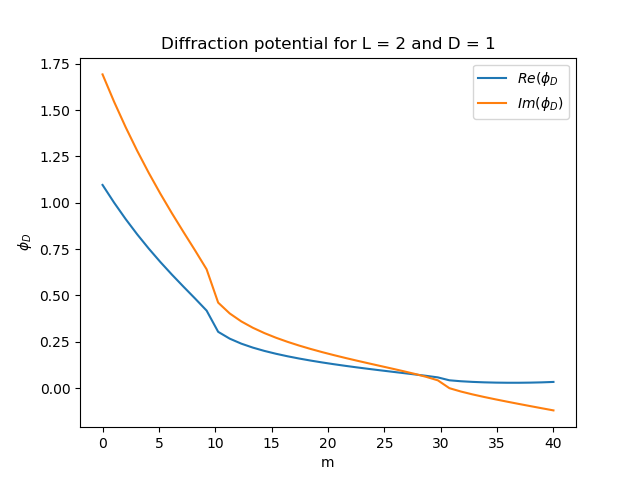 Diffraction potential for L = 2 and D = 1
Re(ϕ_D
Im(ϕ_D)
ϕ_D
1.75
1.50
1.25
1.00
0.75
0.50
0.25
0.00
0 5 10 15 20 25 30 35 40
m